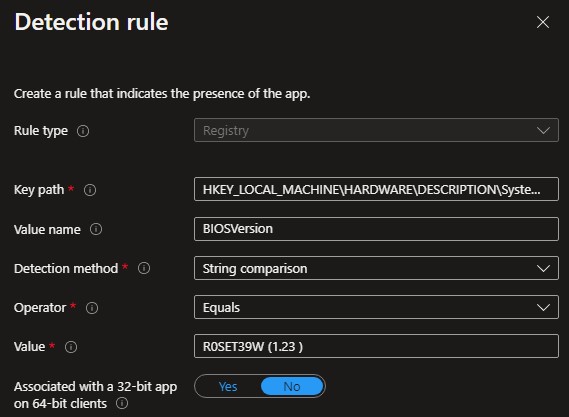 Detection rule
Create a rule that indicates the presence of the app.
Rule type
Registry
Key path *
HKEY_LOCAL_MACHINE\HARDWARE\DESCRIPTION\Syste...
Value name
BIOSVersion
Detection method *
String comparison
Operator *
Equals
Value *
R0SET39W (1.23 )
Associated with a 32-bit app
on 64-bit clients
Yes No